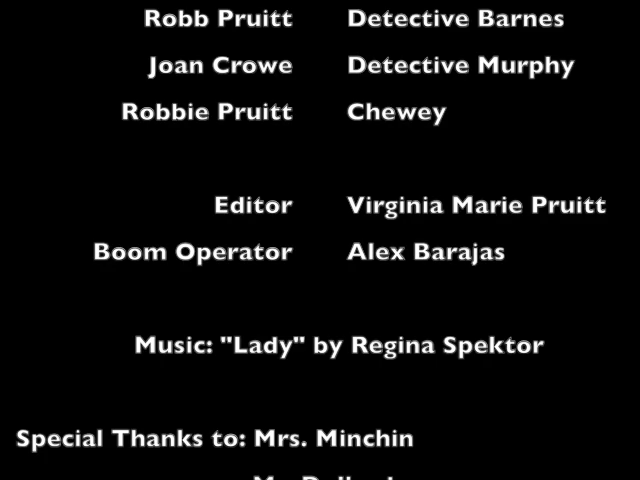 Robb Pruitt Detective Barnes
Joan Crowe Detective Murphy
Robbie Pruitt Chewey
Editor Virginia Marie Pruitt
Boom Operator Alex Barajas
Music: "Lady" by Regina Spektor
Special Thanks to: Mrs. Minchin